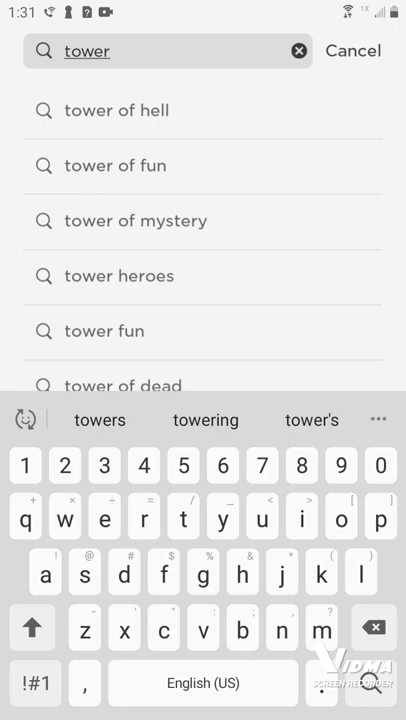 1:31 1X
tower Cancel
tower of hell
tower of fun
tower of mystery
tower heroes
tower fun
tower of dead
towers towering tower's ...
1 2 3 4 5 6 7 8 9 0
+ × ÷ = / _ < > [ ]
q w e r t y u i o p
! @ # $ % & * ( )
a s d f g h j k l
- ' " : ; , ?
z x c v b n m
!#1 , English (US) .
VIDMA
SCREEN RECORDER